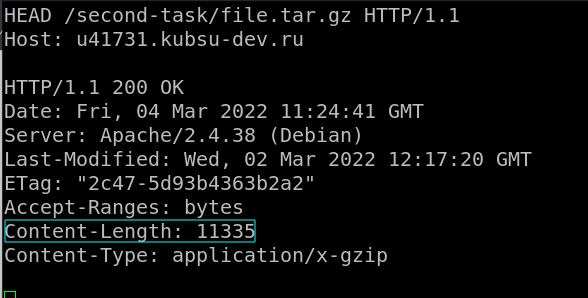 HEAD /second-task/file.tar.gz HTTP/1.1
Host: u41731.kubsu-dev.ru
HTTP/1.1 200 OK
Date: Fri, 04 Mar 2022 11:24:41 GMT
Server: Apache/2.4.38 (Debian)
Last-Modified: Wed, 02 Mar 2022 12:17:20 GMT
ETag: "2c47-5d93b4363b2a2"
Accept-Ranges: bytes
Content-Length: 11335
Content-Type: application/x-gzip